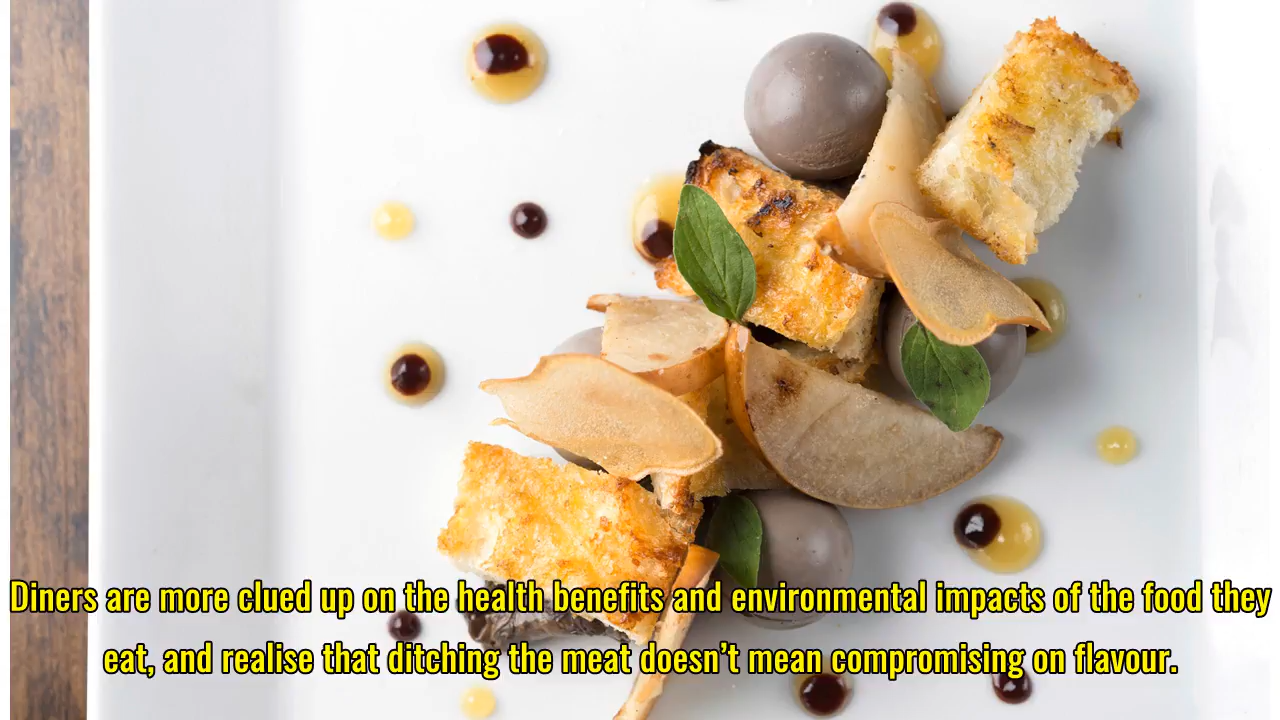 Diners are more clued up on the health benefits and environmental impacts of the food they
eat, and realise that ditching the meat doesn’t mean compromising on flavour.